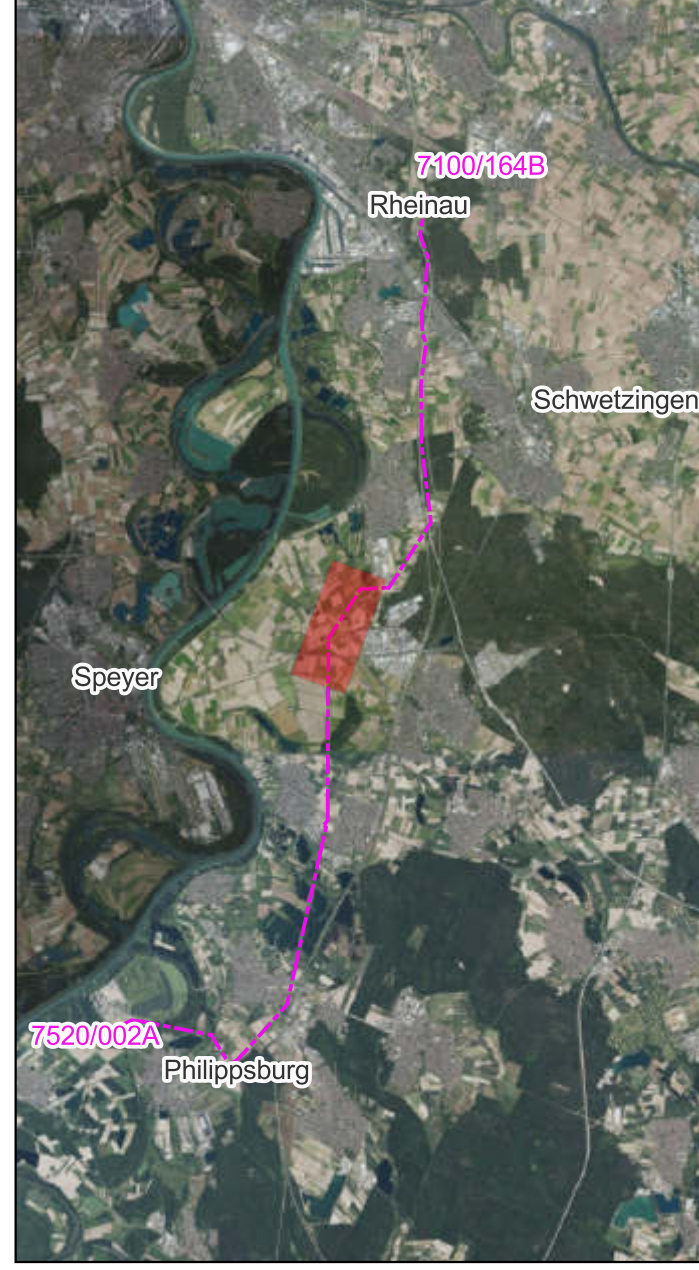 7100/164B
Rheinau
Schwetzingen
Speyer
7520/002A
Philippsburg